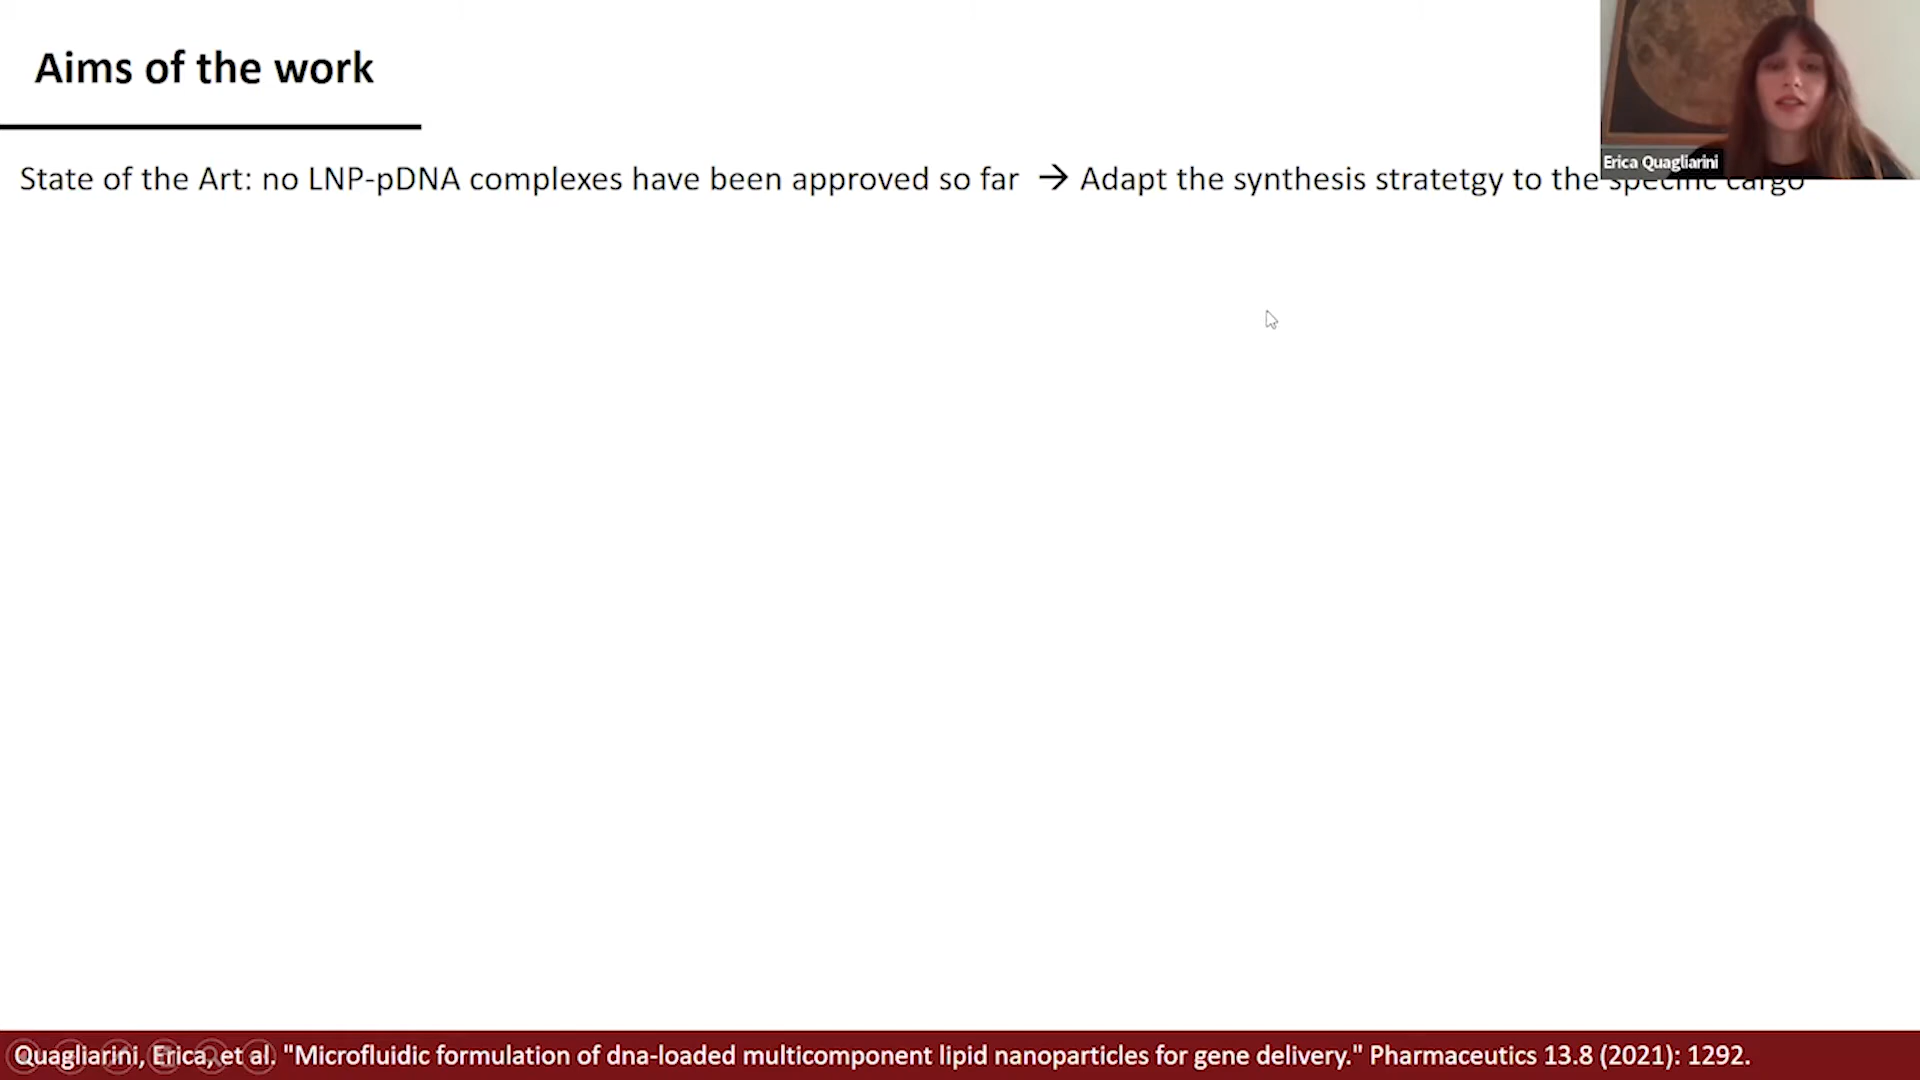 Aims of the work
Erica Quagliarini
State of the Art: no LNP-pDNA complexes have been approved so far → Adapt the synthesis stratetgy to the specific cargo
Quagliarini, Erica, et al. "Microfluidic formulation of dna-loaded multicomponent lipid nanoparticles for gene delivery." Pharmaceutics 13.8 (2021): 1292.